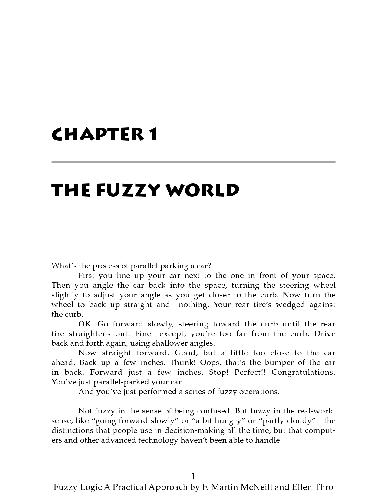 CHAPTER 1
THE FUZZY WORLD
What's the process of parallel parking a car?
First you line up your car next to the one in front of your space.
Then you angle the car back into the space, turning the steering wheel
slightly to adjust your angle as you get closer to the curb. Now turn the
wheel to back up straight and—nothing. Your rear tire's wedged against
the curb.
OK. Go forward slowly, steering toward the curb until the rear
tire straightens out. Fine—except, you're too far from the curb. Drive
back and forth again, using shallower angles.
Now straight forward. Good, but a little too close to the car
ahead. Back up a few inches. Thunk! Oops, that's the bumper of the car
in back. Forward just a few inches. Stop! Perfect!! Congratulations.
You've just parallel-parked your car.
And you've just performed a series of fuzzy operations.
Not fuzzy in the sense of being confused. But fuzzy in the real-world
sense, like "going forward slowly" or "a bit hungry" or "partly cloudy"—the
distinctions that people use in decision-making all the time, but that comput-
ers and other advanced technology haven't been able to handle.
1
Fuzzy Logic A Practical Approach by F. Martin McNeill and Ellen Thro